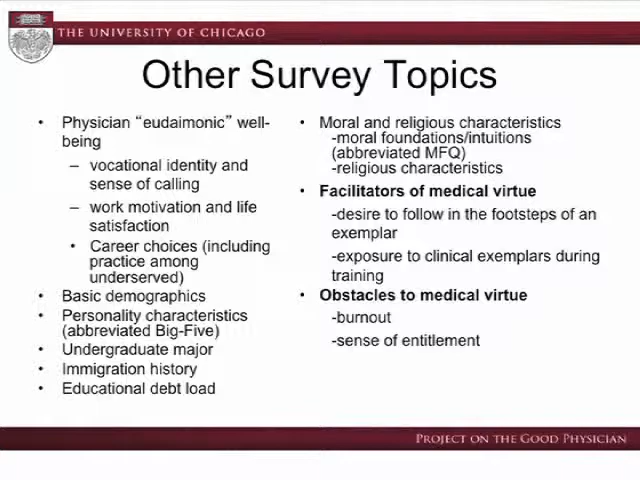 THE UNIVERSITY OF CHICAGO
Other Survey Topics
• Physician “eudaimonic” well-
being
– vocational identity and
sense of calling
– work motivation and life
satisfaction
• Career choices (including
practice among
underserved)
• Basic demographics
• Personality characteristics
(abbreviated Big-Five)
• Undergraduate major
• Immigration history
• Educational debt load
• Moral and religious characteristics
-moral foundations/intuitions
(abbreviated MFQ)
-religious characteristics
• Facilitators of medical virtue
-desire to follow in the footsteps of an
exemplar
-exposure to clinical exemplars during
training
• Obstacles to medical virtue
-burnout
-sense of entitlement
PROJECT ON THE GOOD PHYSICIAN